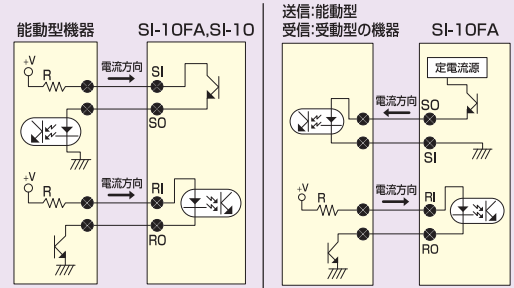 能動型機器
SI-10FA,SI-10
+V
R
電流方向
SI
SO
+V
R
電流方向
RI
RO
送信:能動型
受信:受動型の機器
SI-10FA
定電流源
電流方向
SO
SI
+V
R
電流方向
RI
RO